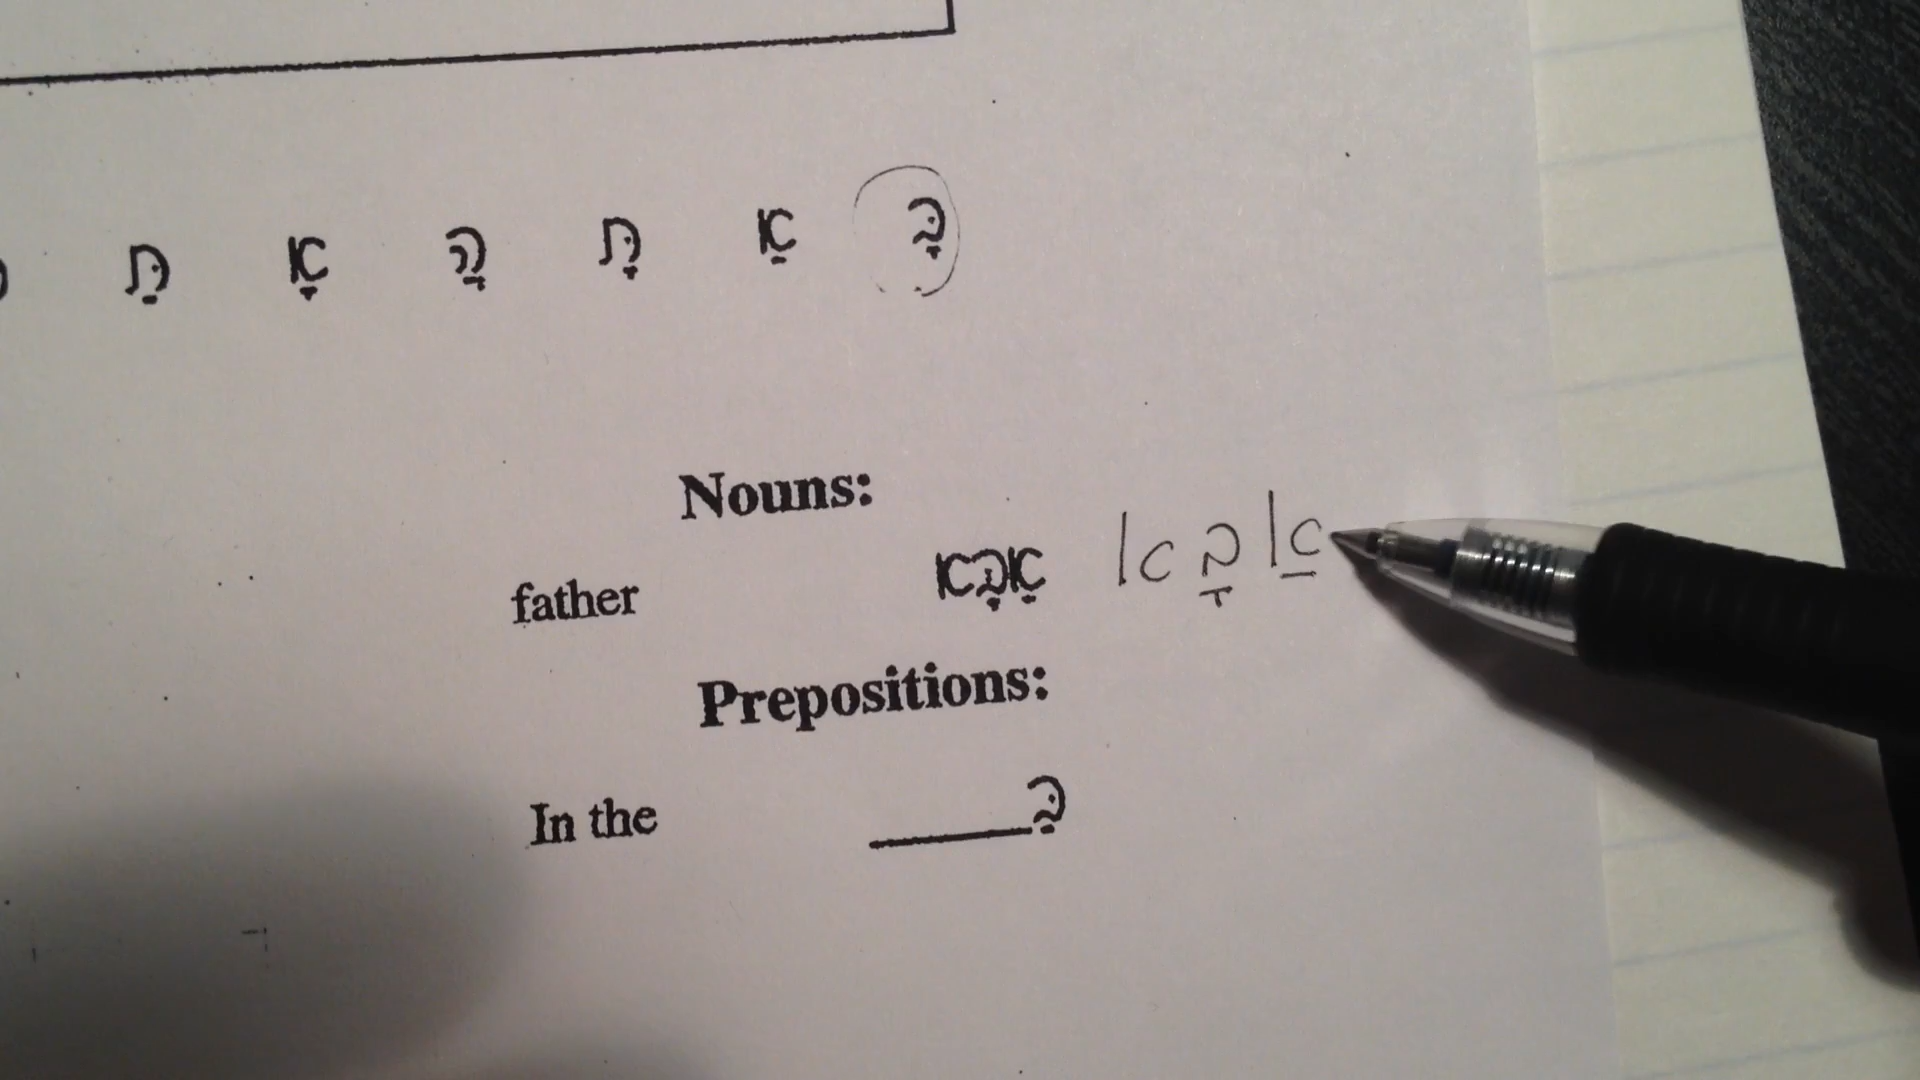 בָּ אַ תָּ הָ אָ תַּ
Nouns:
father אַבָּא אַבָּא
Prepositions:
In the ______בַּ